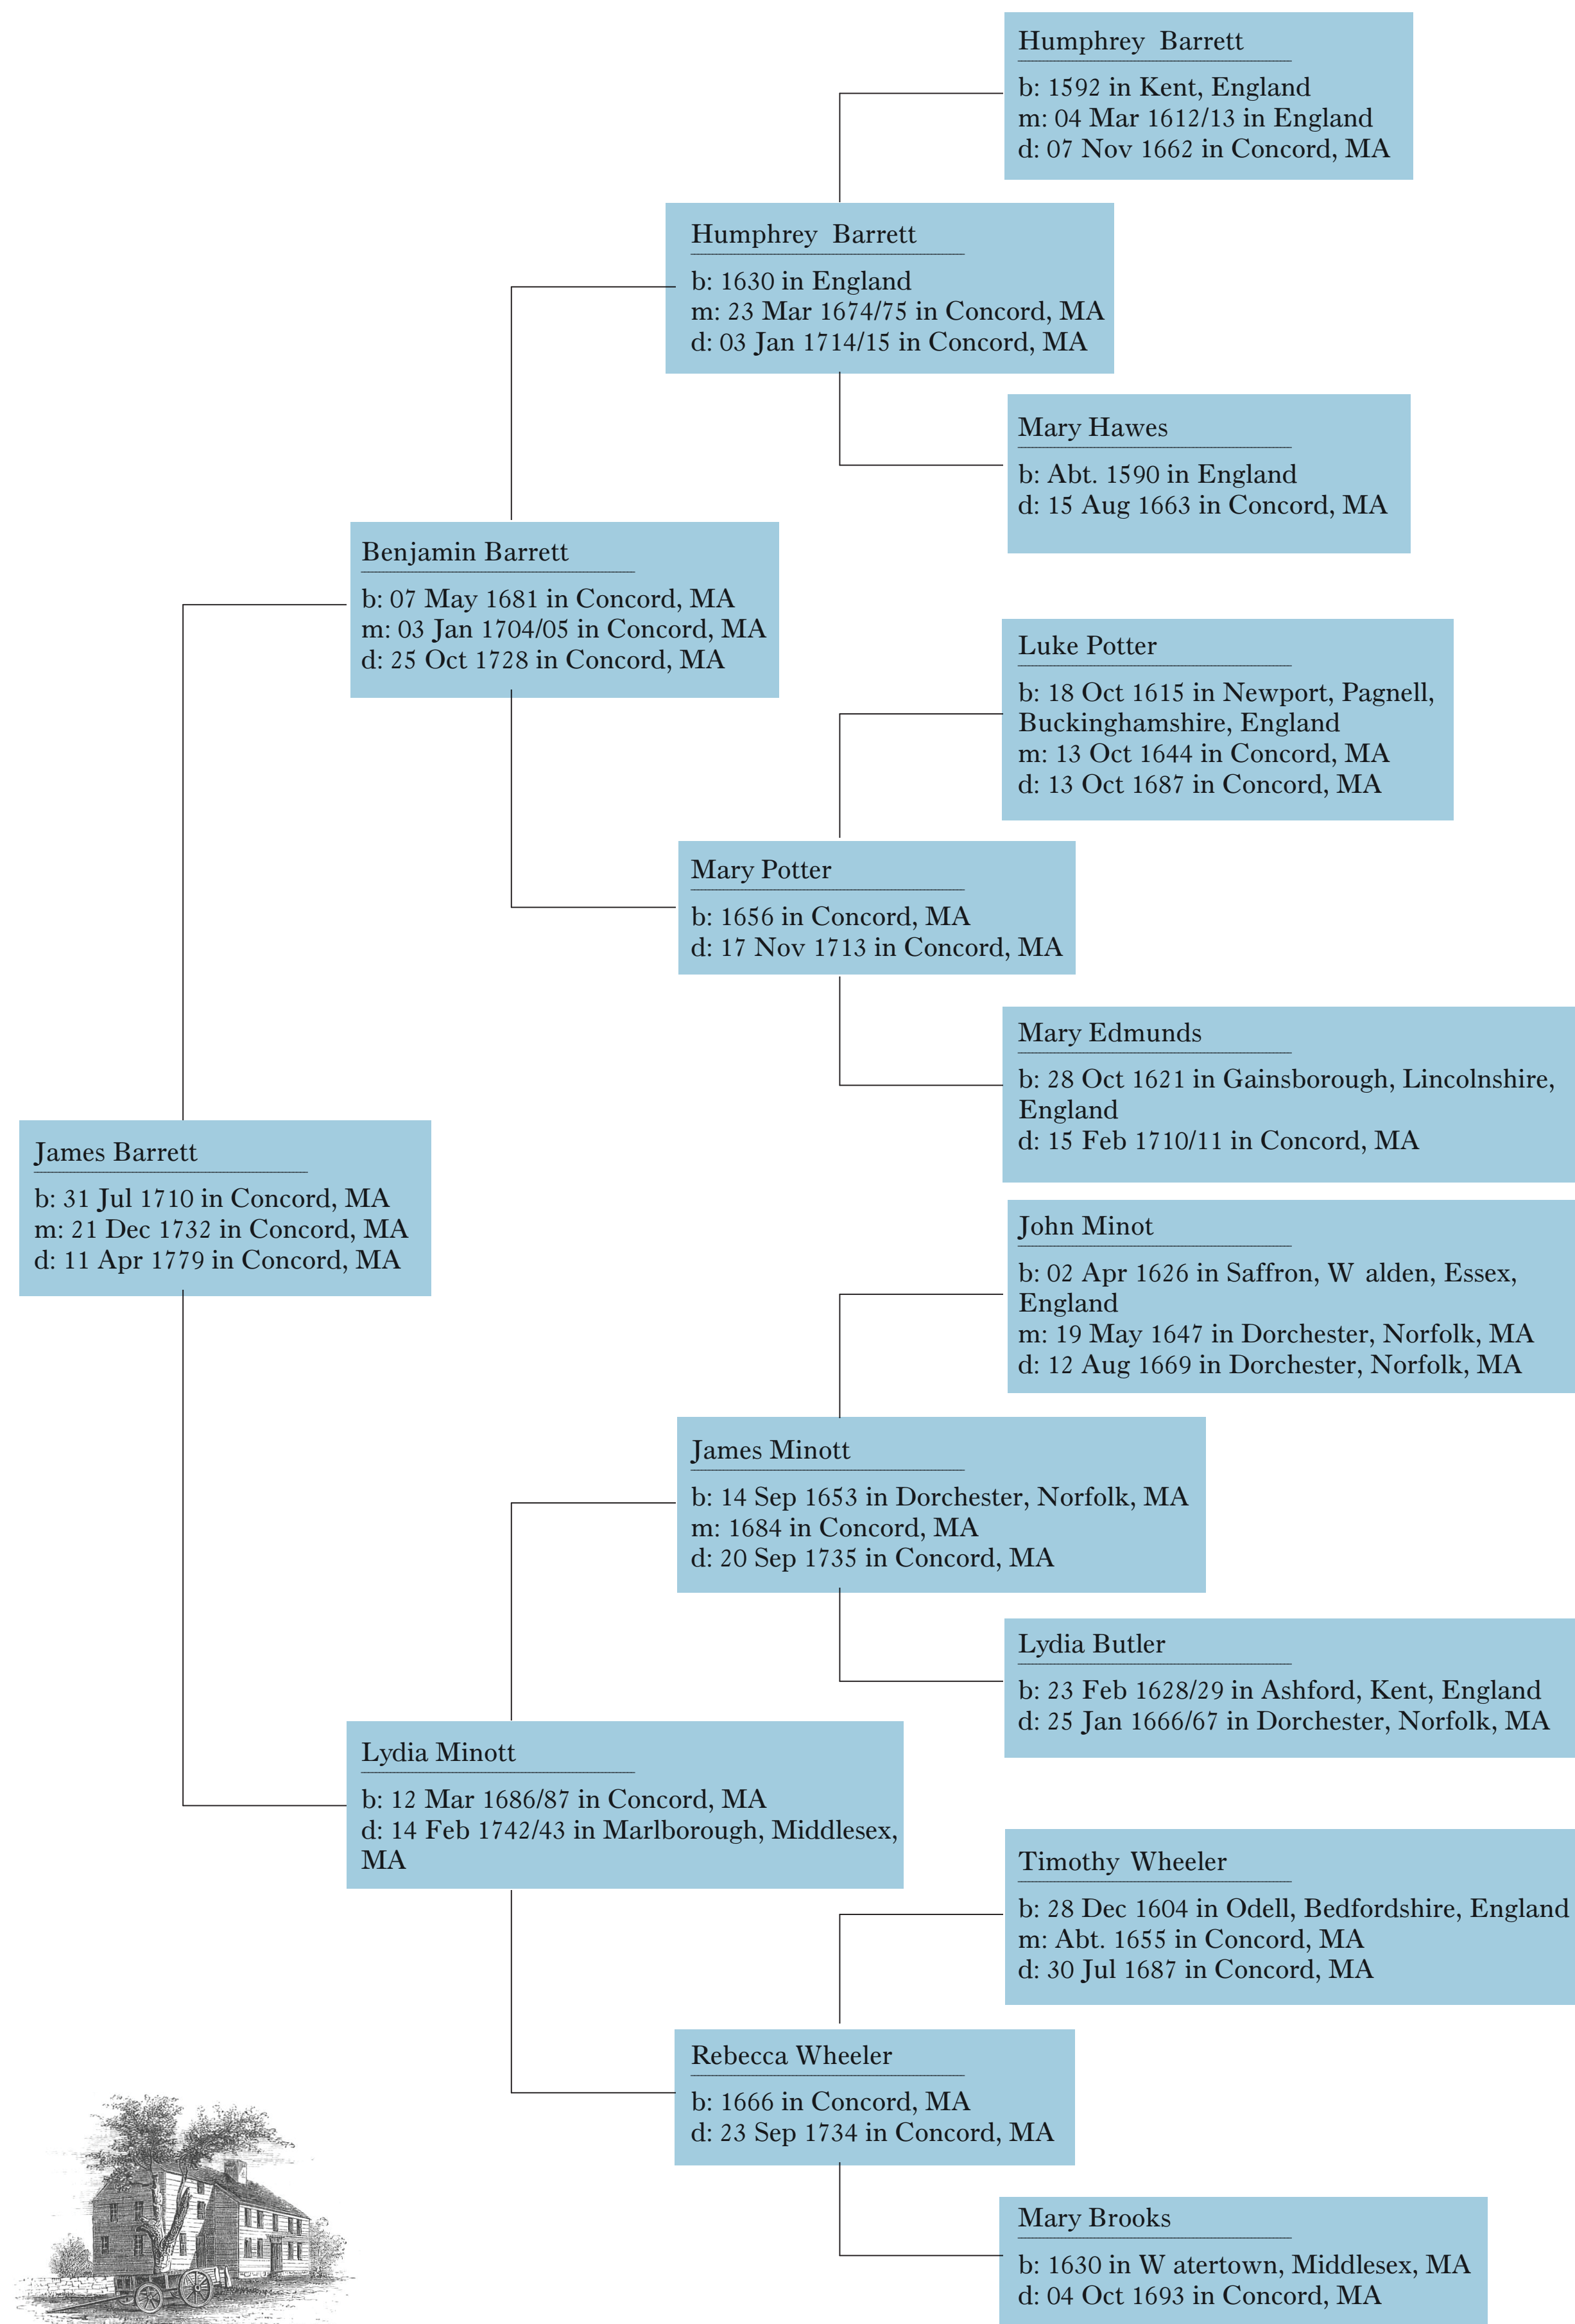 Humphrey Barrett
b: 1592 in Kent, England
m: 04 Mar 1612/13 in England
d: 07 Nov 1662 in Concord, MA
Humphrey Barrett
b: 1630 in England
m: 23 Mar 1674/75 in Concord, MA
d: 03 Jan 1714/15 in Concord, MA
Mary Hawes
b: Abt. 1590 in England
d: 15 Aug 1663 in Concord, MA
Benjamin Barrett
b: 07 May 1681 in Concord, MA
m: 03 Jan 1704/05 in Concord, MA
d: 25 Oct 1728 in Concord, MA
Luke Potter
b: 18 Oct 1615 in Newport, Pagnell,
Buckinghamshire, England
m: 13 Oct 1644 in Concord, MA
d: 13 Oct 1687 in Concord, MA
Mary Potter
b: 1656 in Concord, MA
d: 17 Nov 1713 in Concord, MA
Mary Edmunds
b: 28 Oct 1621 in Gainsborough, Lincolnshire,
England
d: 15 Feb 1710/11 in Concord, MA
James Barrett
b: 31 Jul 1710 in Concord, MA
m: 21 Dec 1732 in Concord, MA
d: 11 Apr 1779 in Concord, MA
John Minot
b: 02 Apr 1626 in Saffron, W alden, Essex,
England
m: 19 May 1647 in Dorchester, Norfolk, MA
d: 12 Aug 1669 in Dorchester, Norfolk, MA
James Minott
b: 14 Sep 1653 in Dorchester, Norfolk, MA
m: 1684 in Concord, MA
d: 20 Sep 1735 in Concord, MA
Lydia Butler
b: 23 Feb 1628/29 in Ashford, Kent, England
d: 25 Jan 1666/67 in Dorchester, Norfolk, MA
Lydia Minott
b: 12 Mar 1686/87 in Concord, MA
d: 14 Feb 1742/43 in Marlborough, Middlesex,
MA
Timothy Wheeler
b: 28 Dec 1604 in Odell, Bedfordshire, England
m: Abt. 1655 in Concord, MA
d: 30 Jul 1687 in Concord, MA
Rebecca Wheeler
b: 1666 in Concord, MA
d: 23 Sep 1734 in Concord, MA
Mary Brooks
b: 1630 in W atertown, Middlesex, MA
d: 04 Oct 1693 in Concord, MA